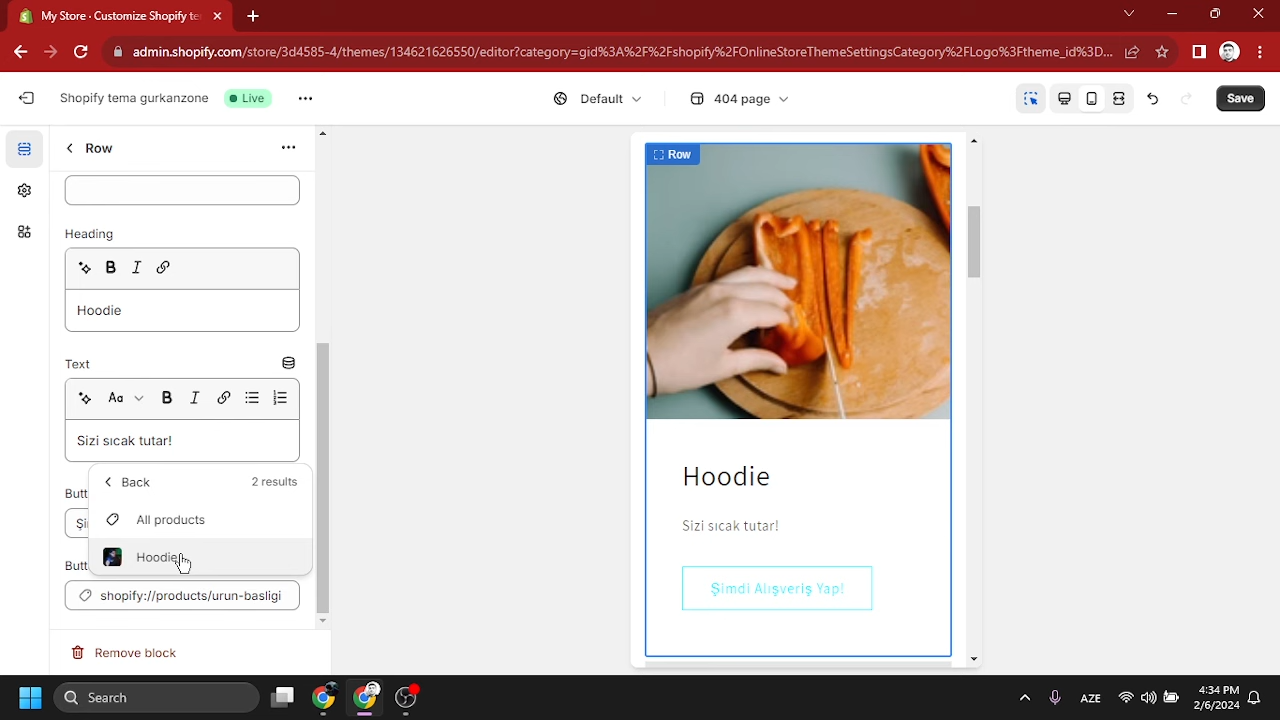 My Store · Customize Shopify te
admin.shopify.com/store/3d4585-4/themes/134621626550/editor?category=gid%3A%2F%2Fshopify%2FOnlineStoreThemeSettingsCategory%2FLogo%3Ftheme_id%3D...
Shopify tema gurkanzone
Live
Default
404 page
Save
Row
Heading
B
I
Hoodie
Text
Aa
B
I
Sizi sıcak tutar!
Back
2 results
All products
Hoodie
shopify://products/urun-basligi
Remove block
Row
Hoodie
Sizi sıcak tutar!
Şimdi Alışveriş Yap!
Search
AZE
4:34 PM
2/6/2024